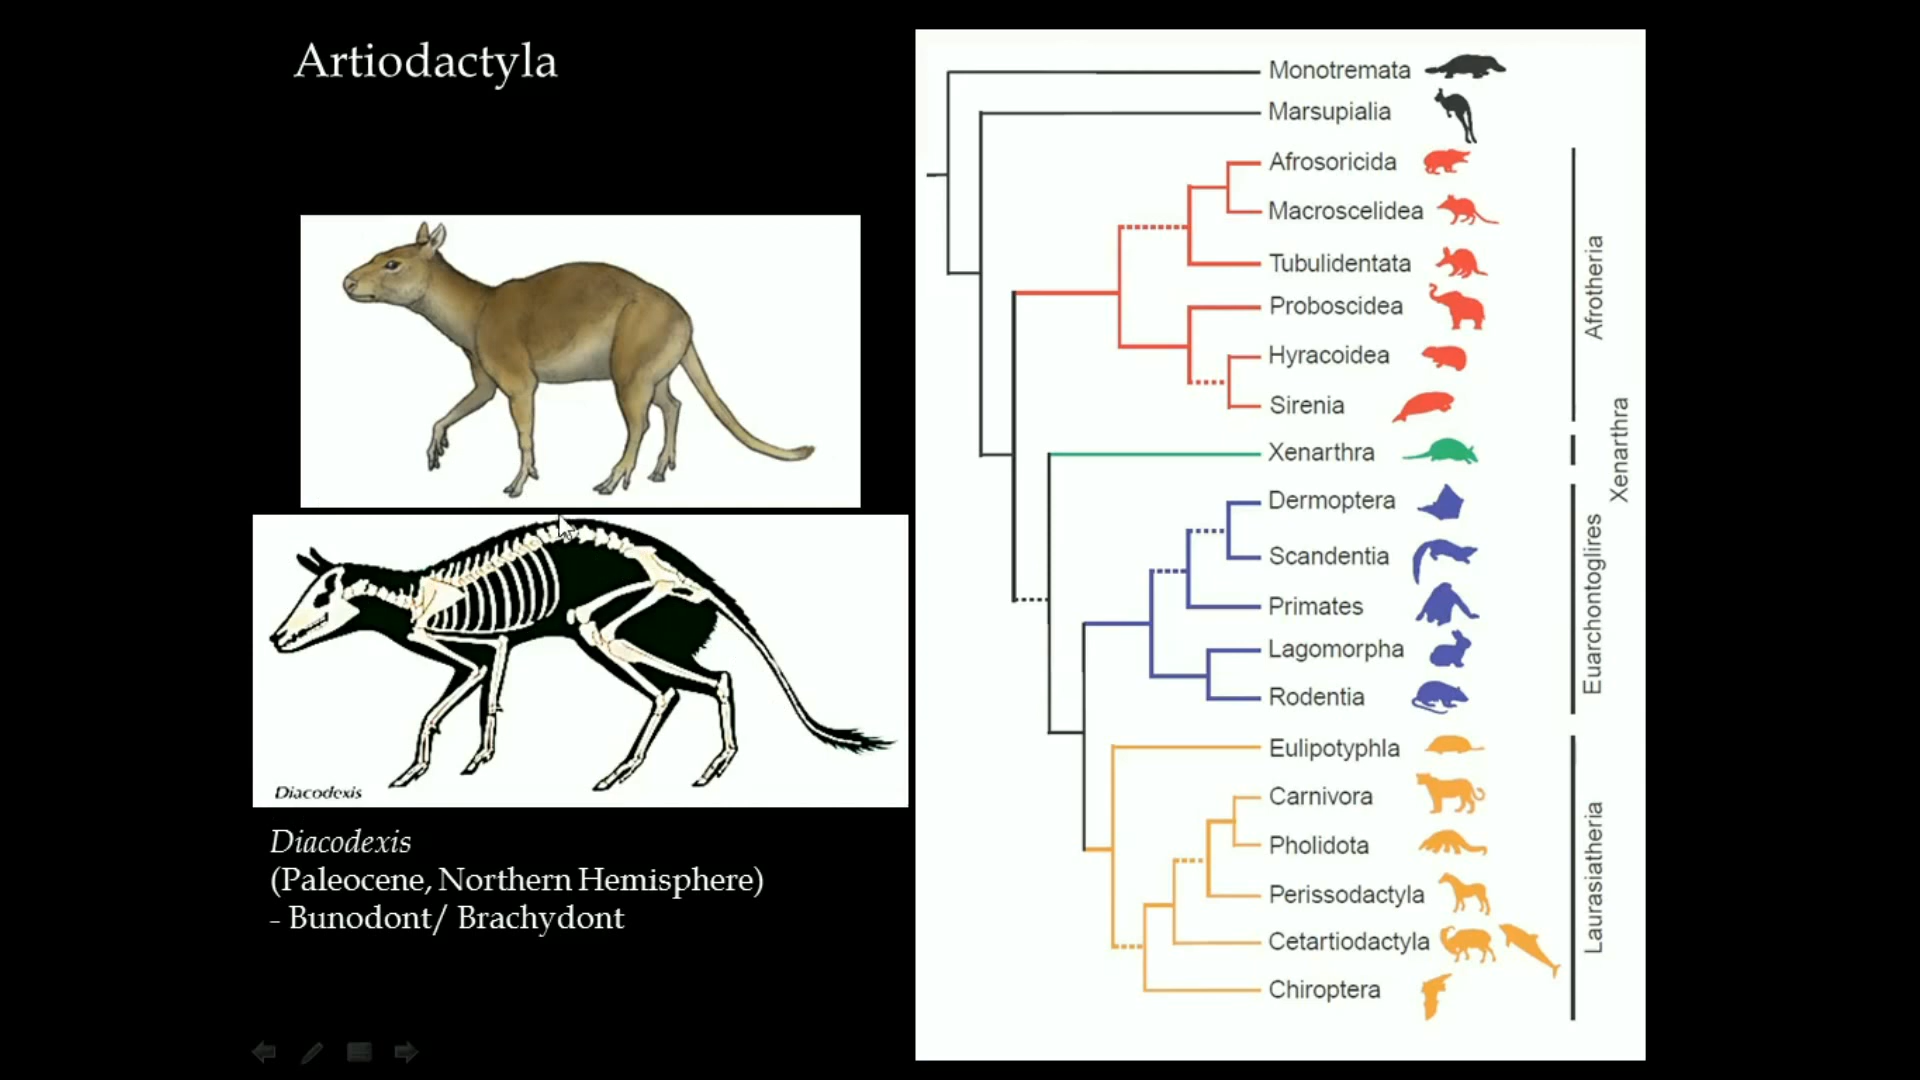 Artiodactyla
Diacodexis
Diacodexis
(Paleocene, Northern Hemisphere)
- Bunodont/ Brachydont
Monotremata
Marsupialia
Afrosoricida
Macroscelidea
Tubulidentata
Proboscidea
Hyracoidea
Sirenia
Xenarthra
Dermoptera
Scandentia
Primates
Lagomorpha
Rodentia
Eulipotyphla
Carnivora
Pholidota
Perissodactyla
Cetartiodactyla
Chiroptera
Afrotheria
Xenarthra
Euarchontoglires
Laurasiatheria